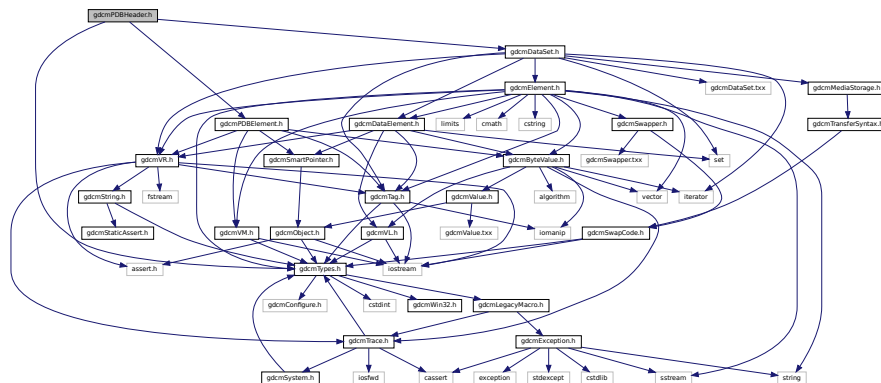 gdcmPDBHeader.h
gdcmDataSet.h
gdcmElement.h
gdcmDataSet.txx
gdcmMediaStorage.h
gdcmPDBElement.h
gdcmDataElement.h
limits
cmath
cstring
gdcmSwapper.h
gdcmTransferSyntax.h
gdcmVR.h
gdcmSmartPointer.h
gdcmByteValue.h
gdcmSwapper.txx
set
gdcmString.h
fstream
gdcmTag.h
gdcmValue.h
algorithm
vector
iterator
gdcmStaticAssert.h
gdcmVM.h
gdcmObject.h
gdcmVL.h
gdcmValue.txx
iomanip
gdcmSwapCode.h
assert.h
gdcmTypes.h
iostream
gdcmConfigure.h
cstdint
gdcmWin32.h
gdcmLegacyMacro.h
gdcmTrace.h
gdcmException.h
gdcmSystem.h
iosfwd
cassert
exception
stdexcept
cstdlib
sstream
string